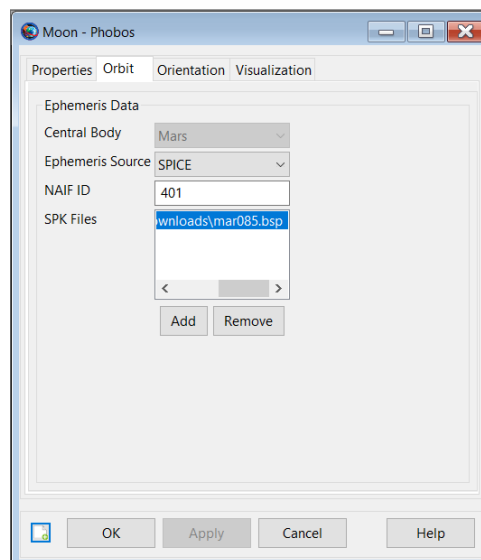 Moon - Phobos
Properties Orbit Orientation Visualization
Ephemeris Data
Central Body Mars
Ephemeris Source SPICE
NAIF ID 401
SPK Files wnloads\mar085.bsp
Add Remove
OK Apply Cancel Help